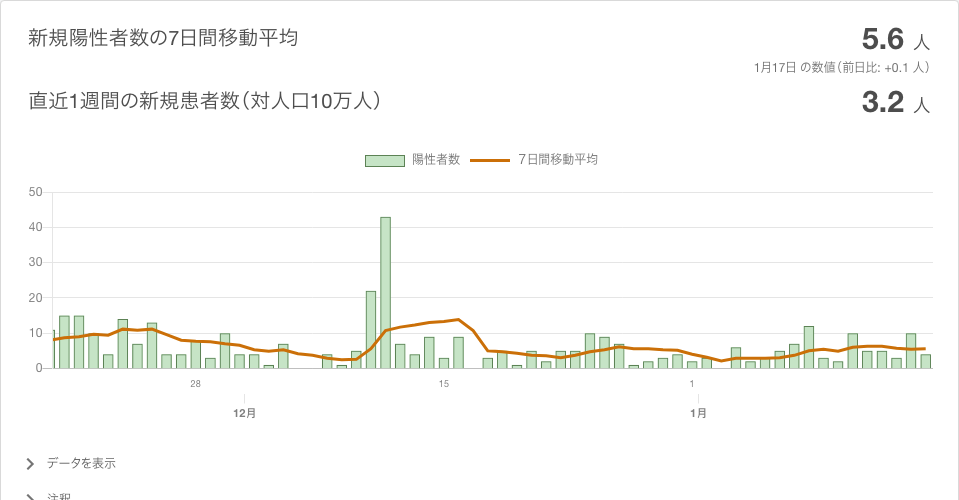 新規陽性者数の7日間移動平均
5.6 人
1月17日 の数値（前日比: +0.1 人）
直近1週間の新規患者数（対人口10万人）
3.2 人
陽性者数
7日間移動平均
50
40
30
20
10
0
28
15
1
12月
1月
データを表示
注釈